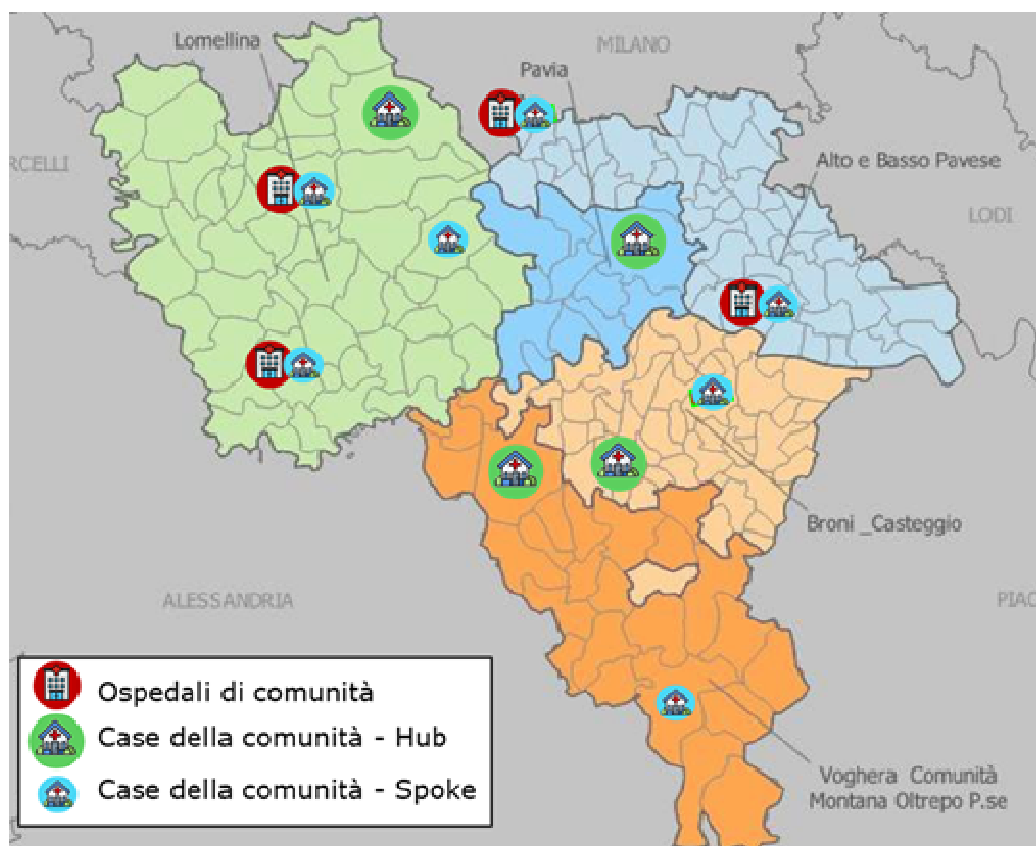 Lomellina
MILANO
Pavia
RCELLI
Alto e Basso Pavese
LODI
Broni _Casteggio
ALESSANDRIA
PIAC
Ospedali di comunità
Case della comunità - Hub
Case della comunità - Spoke
Voghera Comunità
Montana Oltrepo P.se